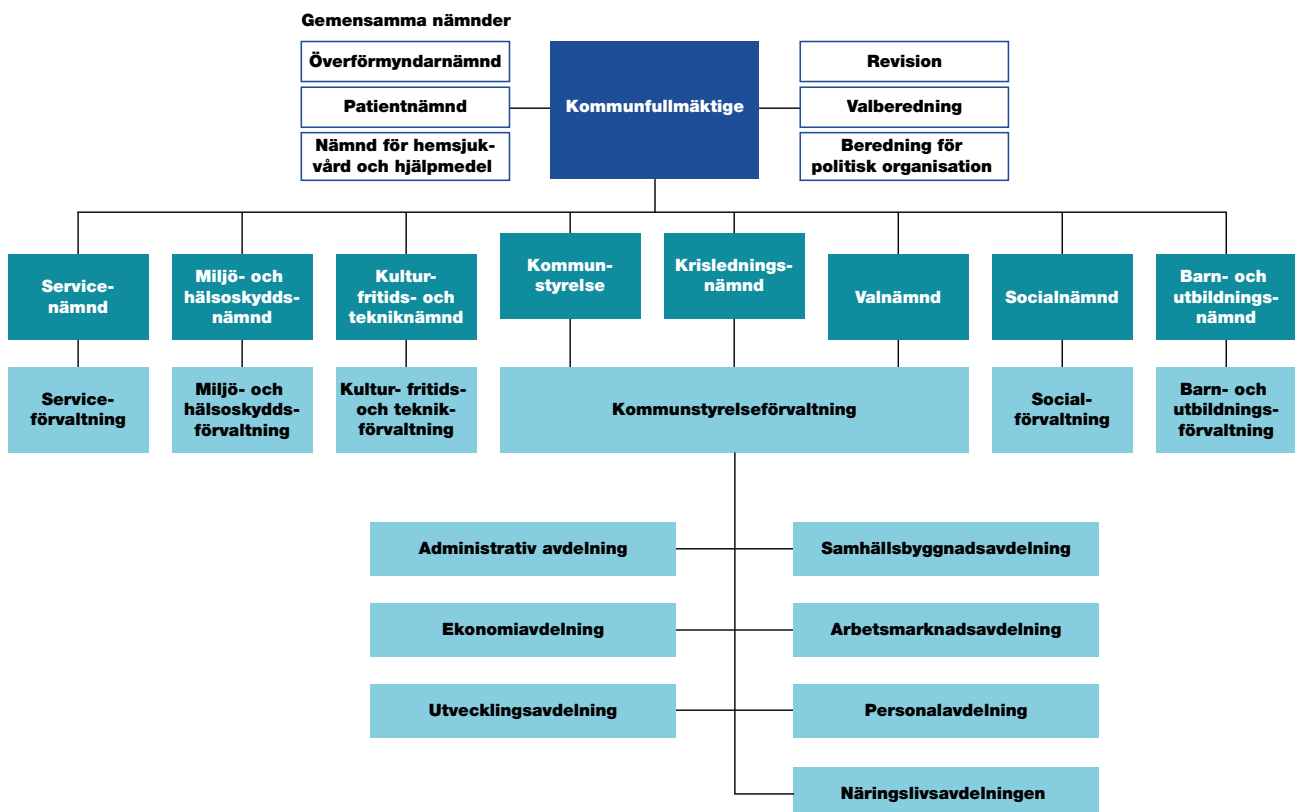 Gemensamma nämnder
Överförmyndarnämnd
Patientnämnd
Nämnd för hemsjuk-
vård och hjälpmedel
Kommunfullmäktige
Revision
Valberedning
Beredning för
politisk organisation
Service-
nämnd
Miljö- och
hälsoskydds-
nämnd
Kultur-
fritids- och
tekniknämnd
Kommun-
styrelse
Krislednings-
nämnd
Valnämnd
Socialnämnd
Barn- och
utbildnings-
nämnd
Service-
förvaltning
Miljö- och
hälsoskydds-
förvaltning
Kultur- fritids-
och teknik-
förvaltning
Kommunstyrelseförvaltning
Social-
förvaltning
Barn- och
utbildnings-
förvaltning
Administrativ avdelning
Samhällsbyggnadsavdelning
Ekonomiavdelning
Arbetsmarknadsavdelning
Utvecklingsavdelning
Personalavdelning
Näringslivsavdelningen